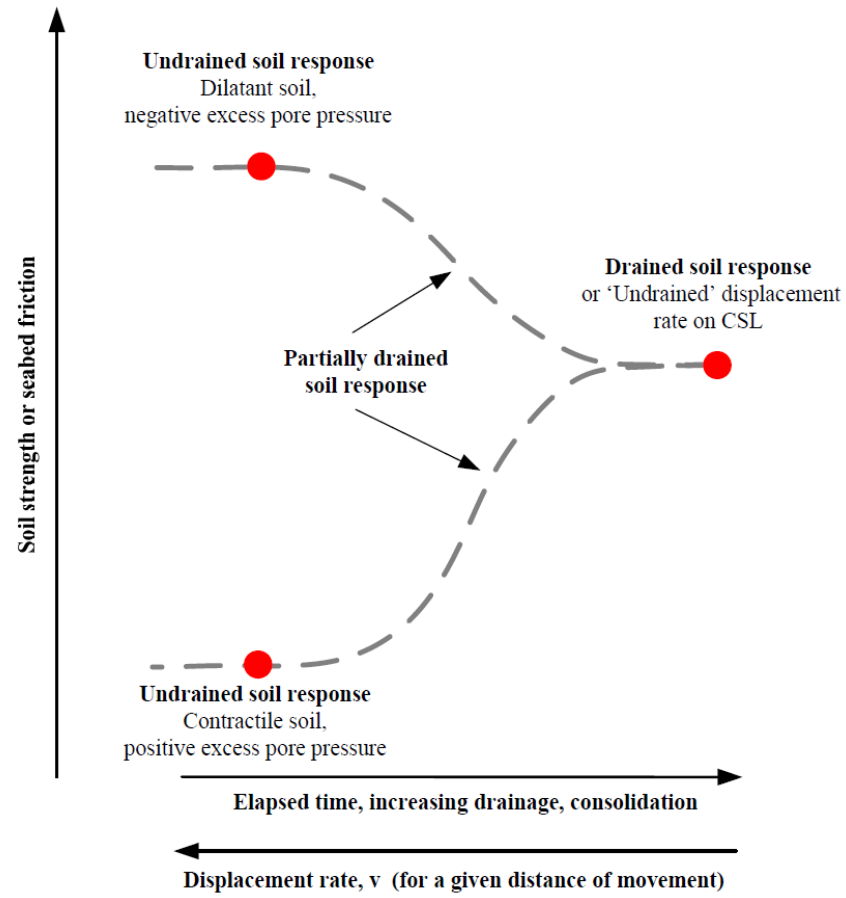 Undrained soil response
Dilatant soil,
negative excess pore pressure
Drained soil response
or ‘Undrained’ displacement
rate on CSL
Partially drained
soil response
Soil strength or seabed friction
Undrained soil response
Contractile soil,
positive excess pore pressure
Elapsed time, increasing drainage, consolidation
Displacement rate, v (for a given distance of movement)